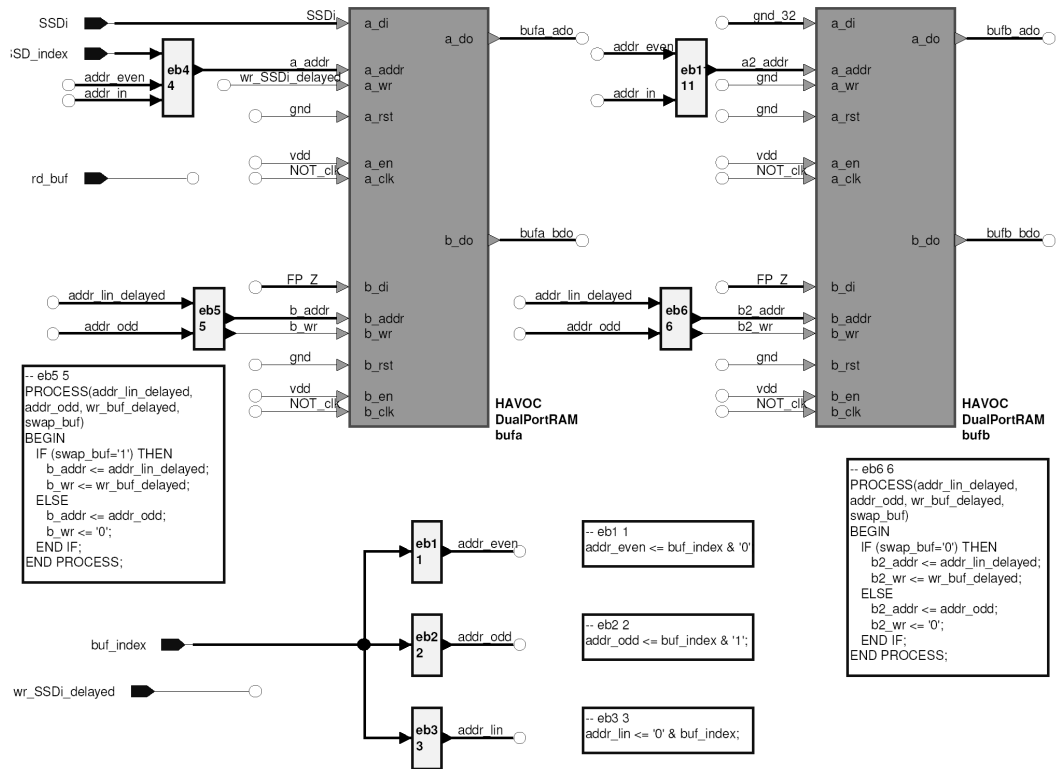 SSDi
SSDi
a_di
a_do
bufa_ado
gnd_32
a_di
a_do
bufb_ado
SSD_index
addr_even
addr_in
eb4
4
a_addr
a_addr
wr_SSDi_delayed
a_wr
gnd
a_rst
addr_even
addr_in
eb11
11
a2_addr
a_addr
gnd
a_wr
gnd
a_rst
rd_buf
vdd
a_en
NOT_clk
a_clk
vdd
a_en
NOT_clk
a_clk
b_do
bufa_bdo
b_do
bufb_bdo
FP_Z
b_di
FP_Z
b_di
addr_lin_delayed
addr_odd
eb5
5
b_addr
b_addr
b_wr
b_wr
addr_lin_delayed
addr_odd
eb6
6
b2_addr
b_addr
b2_wr
b_wr
gnd
b_rst
gnd
b_rst
vdd
b_en
NOT_clk
b_clk
vdd
b_en
NOT_clk
b_clk
HAVOC
DualPortRAM
bufa
HAVOC
DualPortRAM
bufb
-- eb5 5
PROCESS(addr_lin_delayed,
addr_odd, wr_buf_delayed,
swap_buf)
BEGIN
IF (swap_buf='1') THEN
b_addr <= addr_lin_delayed;
b_wr <= wr_buf_delayed;
ELSE
b_addr <= addr_odd;
b_wr <= '0';
END IF;
END PROCESS;
-- eb6 6
PROCESS(addr_lin_delayed,
addr_odd, wr_buf_delayed,
swap_buf)
BEGIN
IF (swap_buf='0') THEN
b2_addr <= addr_lin_delayed;
b2_wr <= wr_buf_delayed;
ELSE
b2_addr <= addr_odd;
b2_wr <= '0';
END IF;
END PROCESS;
eb1
1
addr_even
-- eb1 1
addr_even <= buf_index & '0'
buf_index
eb2
2
addr_odd
-- eb2 2
addr_odd <= buf_index & '1';
wr_SSDi_delayed
eb3
3
addr_lin
-- eb3 3
addr_lin <= '0' & buf_index;